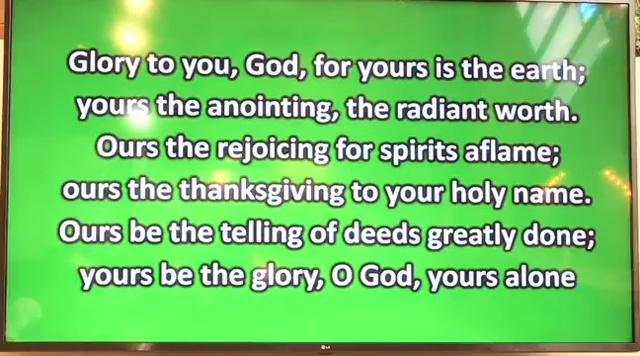 Glory to you, God, for yours is the earth;
yours the anointing, the radiant worth.
Ours the rejoicing for spirits aflame;
ours the thanksgiving to your holy name.
Ours be the telling of deeds greatly done;
yours be the glory, O God, yours alone
LG